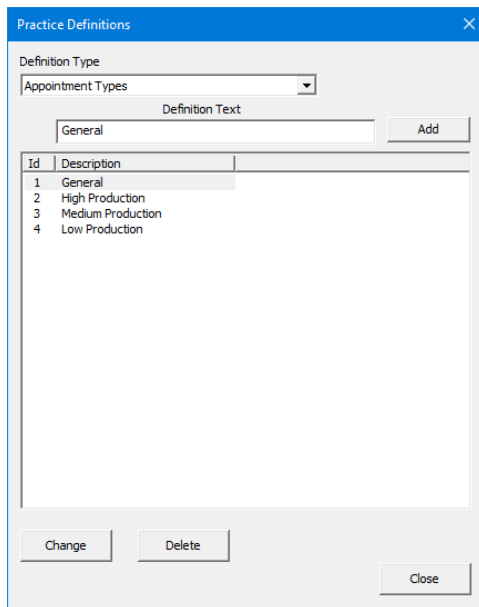 Practice Definitions
Definition Type
Appointment Types
Definition Text
General
Add
Id Description
1 General
2 High Production
3 Medium Production
4 Low Production
Change Delete
Close